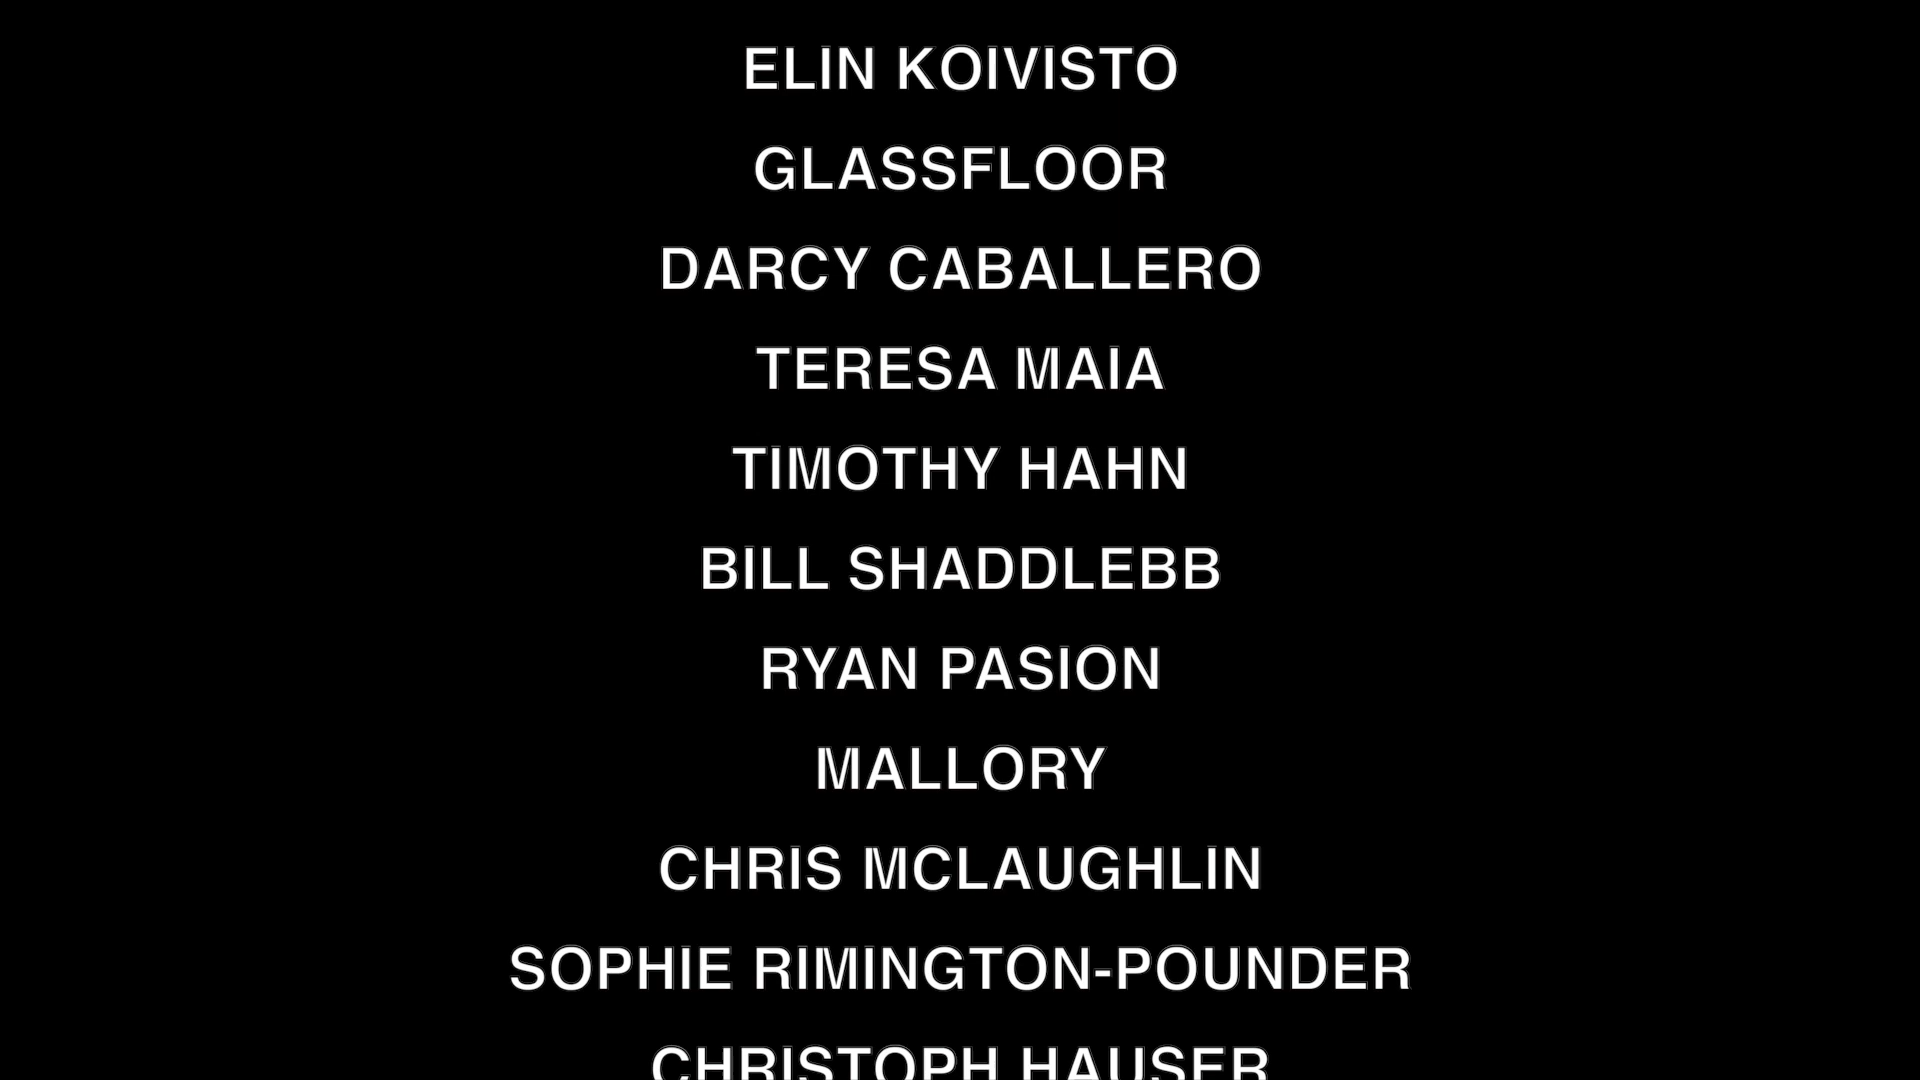 ELIN KOIVISTO
GLASSFLOOR
DARCY CABALLERO
TERESA MAIA
TIMOTHY HAHN
BILL SHADDLEBB
RYAN PASION
MALLORY
CHRIS MCLAUGHLIN
SOPHIE RIMINGTON-POUNDER
CHRISTOPH HAUSER